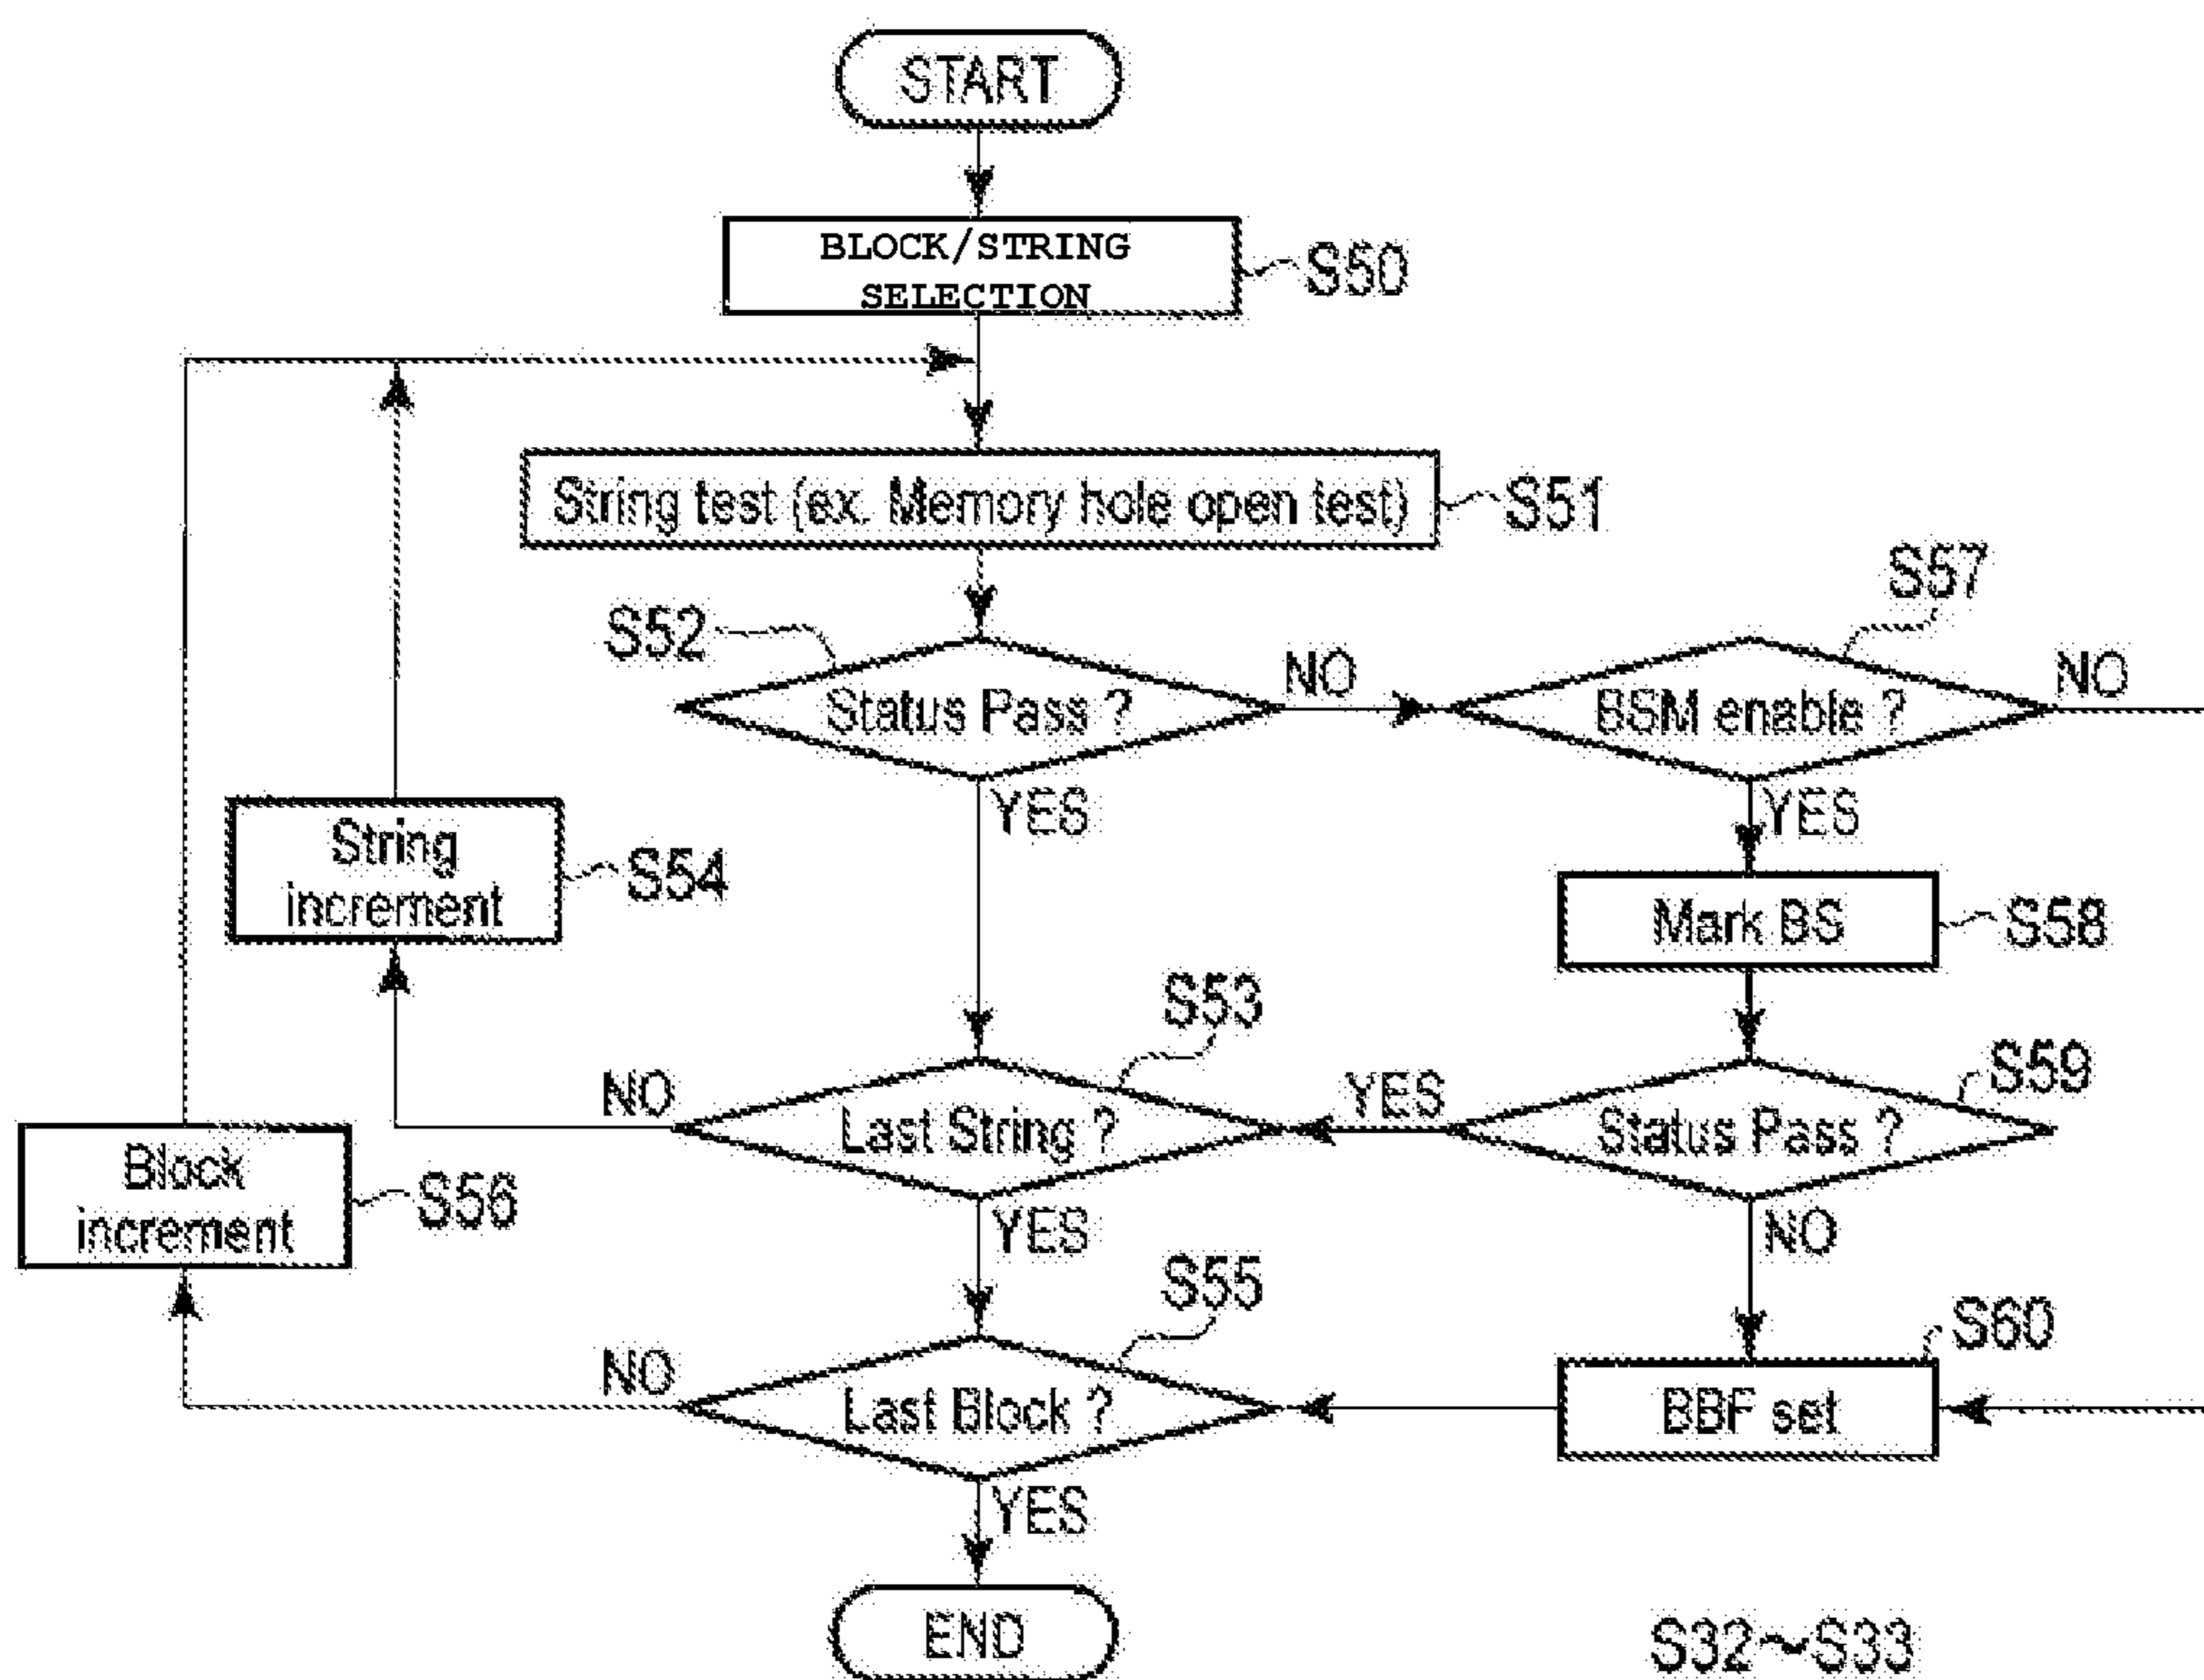 START
BLOCK/STRING
SELECTION
S50
String test (ex. Memory hole open test)
S51
S52
Status Pass ?
NO
YES
S57
BSM enable ?
NO
YES
String
increment
S54
Mark BS
S58
S53
Last String ?
NO
YES
S59
Status Pass ?
YES
NO
Block
increment
S56
S55
Last Block ?
NO
YES
S60
BBF set
END
S32~S33